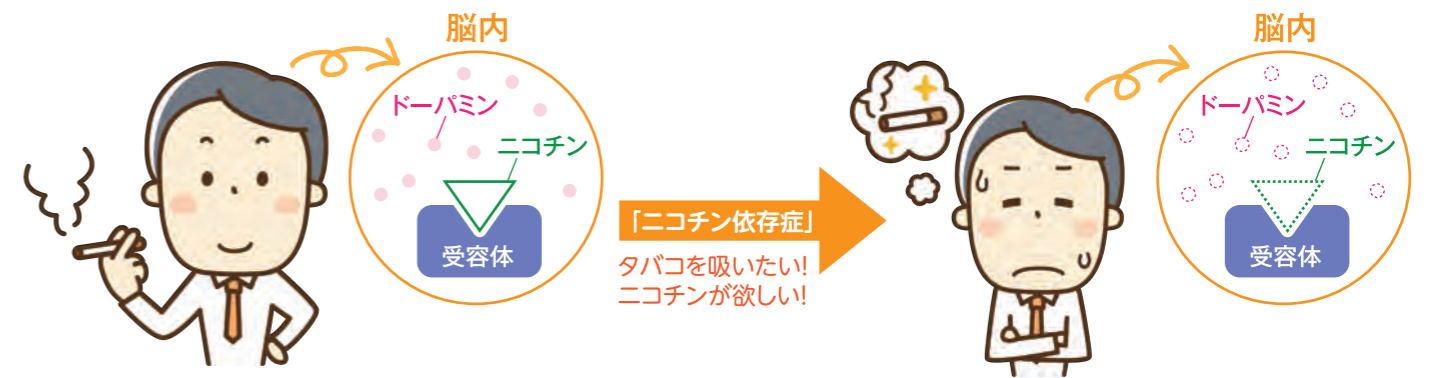 脳内
ドーパミン
ニコチン
受容体
「ニコチン依存症」
タバコを吸いたい!
ニコチンが欲しい!
脳内
ドーパミン
ニコチン
受容体